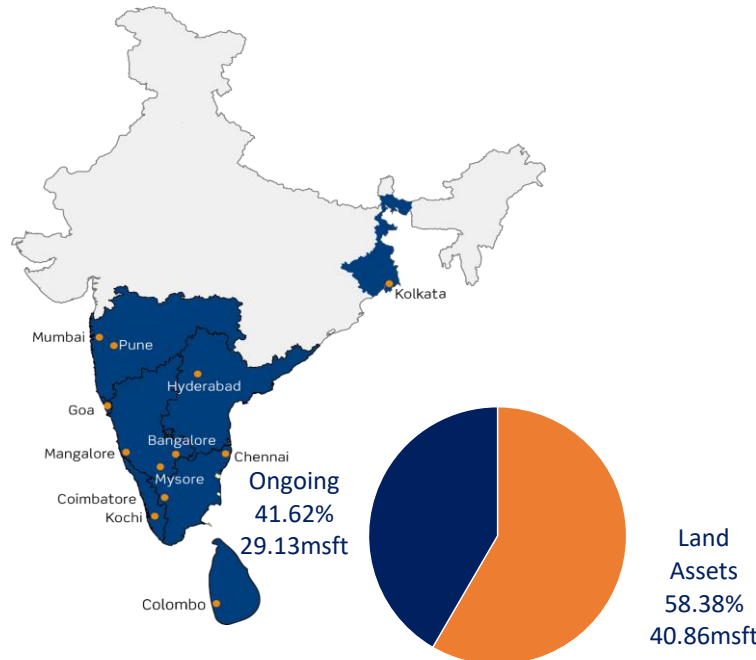 Kolkata
Mumbai
Pune
Hyderabad
Goa
Bangalore
Mangalore
Chennai
Mysore
Coimbatore
Kochi
Colombo
Ongoing
41.62%
29.13msft
Land
Assets
58.38%
40.86msft